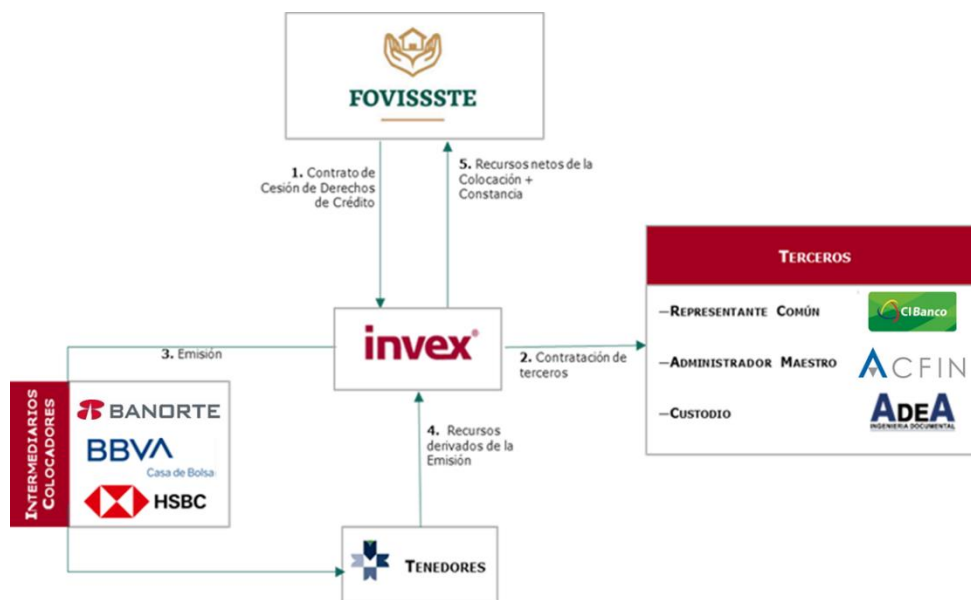 FOVISSSTE
1. Contrato de
Cesión de Derechos
de Crédito
5. Recursos netos de la
Colocación +
Constancia
TERCEROS
–REPRESENTANTE COMÚN
CIBanco
–ADMINISTRADOR MAESTRO
ACFIN
–CUSTODIO
ADEA
INGENIERIA DOCUMENTAL
invex®
2. Contratación de
terceros
3. Emisión
INTERMEDIARIOS
COLOCADORES
BANORTE
BBVA
Casa de Bolsa
HSBC
4. Recursos
derivados de la
Emisión
TENEDORES